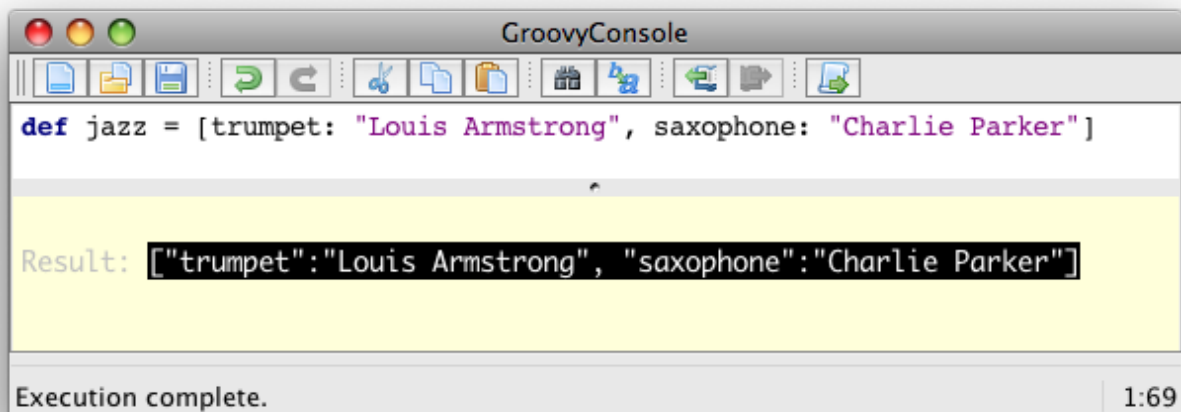 GroovyConsole
def jazz = [trumpet: "Louis Armstrong", saxophone: "Charlie Parker"]
Result: ["trumpet":"Louis Armstrong", "saxophone":"Charlie Parker"]
Execution complete.
1:69